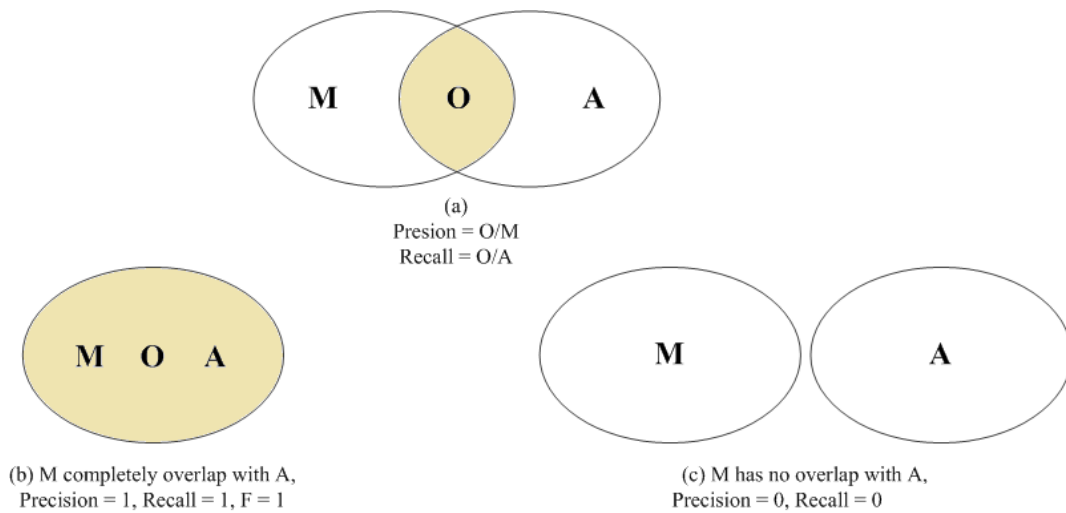 M O A
(a)
Presion = O/M
Recall = O/A
M O A
(b) M completely overlap with A,
Precision = 1, Recall = 1, F = 1
M A
(c) M has no overlap with A,
Precision = 0, Recall = 0